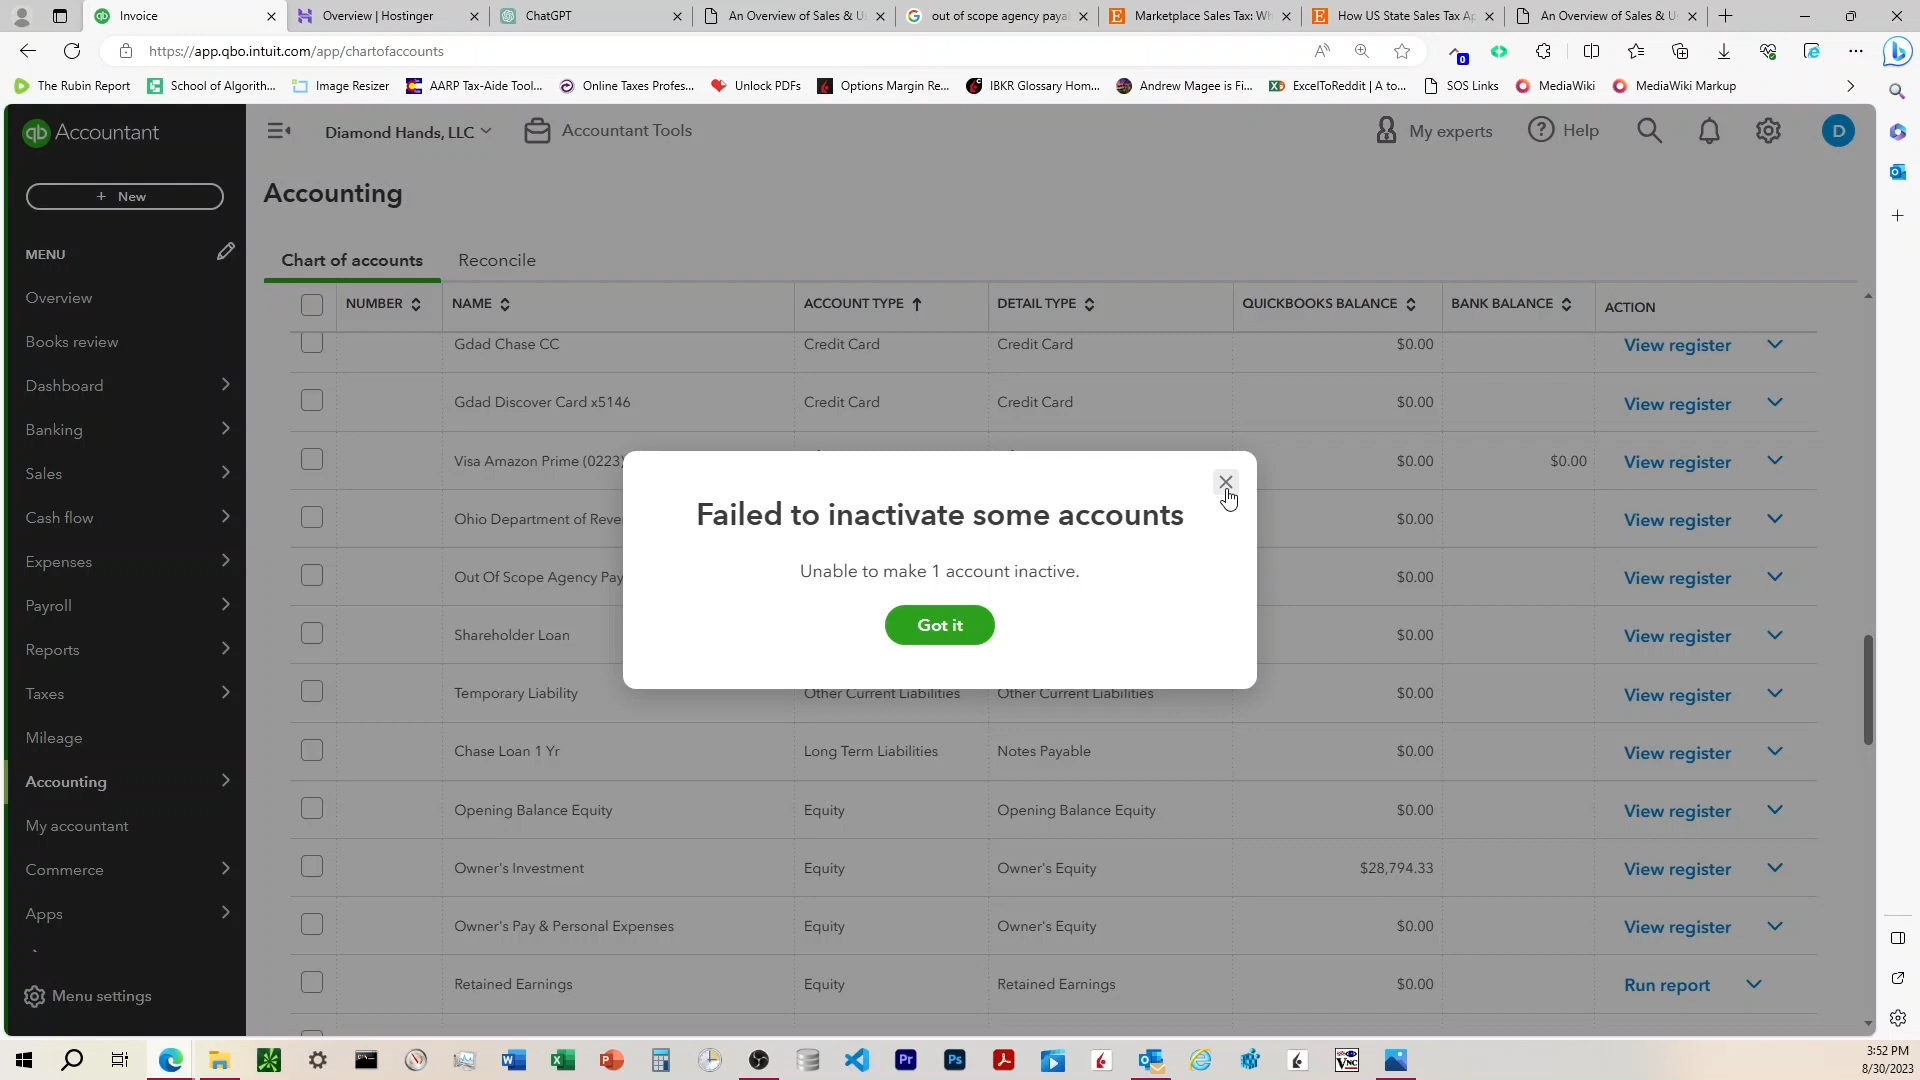 Invoice
Overview | Hostinger
ChatGPT
An Overview of Sales & U
out of scope agency paya
Marketplace Sales Tax: Wh
How US State Sales Tax Ap
An Overview of Sales & U
https://app.qbo.intuit.com/app/chartofaccounts
0
The Rubin Report
School of Algorith...
Image Resizer
AARP Tax-Aide Tool...
Online Taxes Profes...
Unlock PDFs
Options Margin Re...
IBKR Glossary Hom...
Andrew Magee is Fi...
ExcelToReddit | A to...
SOS Links
MediaWiki
MediaWiki Markup
qb Accountant
Diamond Hands, LLC
Accountant Tools
My experts
Help
D
+ New
Accounting
MENU
Chart of accounts
Reconcile
Overview
Books review
Dashboard
Banking
Sales
Cash flow
Expenses
Payroll
Reports
Taxes
Mileage
Accounting
My accountant
Commerce
Apps
Menu settings
NUMBER NAME ACCOUNT TYPE DETAIL TYPE QUICKBOOKS BALANCE BANK BALANCE ACTION
Gdad Chase CC Credit Card Credit Card $0.00 View register
Gdad Discover Card x5146 Credit Card Credit Card $0.00 View register
Visa Amazon Prime (0223) $0.00 $0.00 View register
Ohio Department of Reve $0.00 View register
Out Of Scope Agency Pay $0.00 View register
Shareholder Loan $0.00 View register
Temporary Liability Other Current Liabilities Other Current Liabilities $0.00 View register
Chase Loan 1 Yr Long Term Liabilities Notes Payable $0.00 View register
Opening Balance Equity Equity Opening Balance Equity $0.00 View register
Owner's Investment Equity Owner's Equity $28,794.33 View register
Owner's Pay & Personal Expenses Equity Owner's Equity $0.00 View register
Retained Earnings Equity Retained Earnings $0.00 Run report
Failed to inactivate some accounts
Unable to make 1 account inactive.
Got it
3:52 PM
8/30/2023